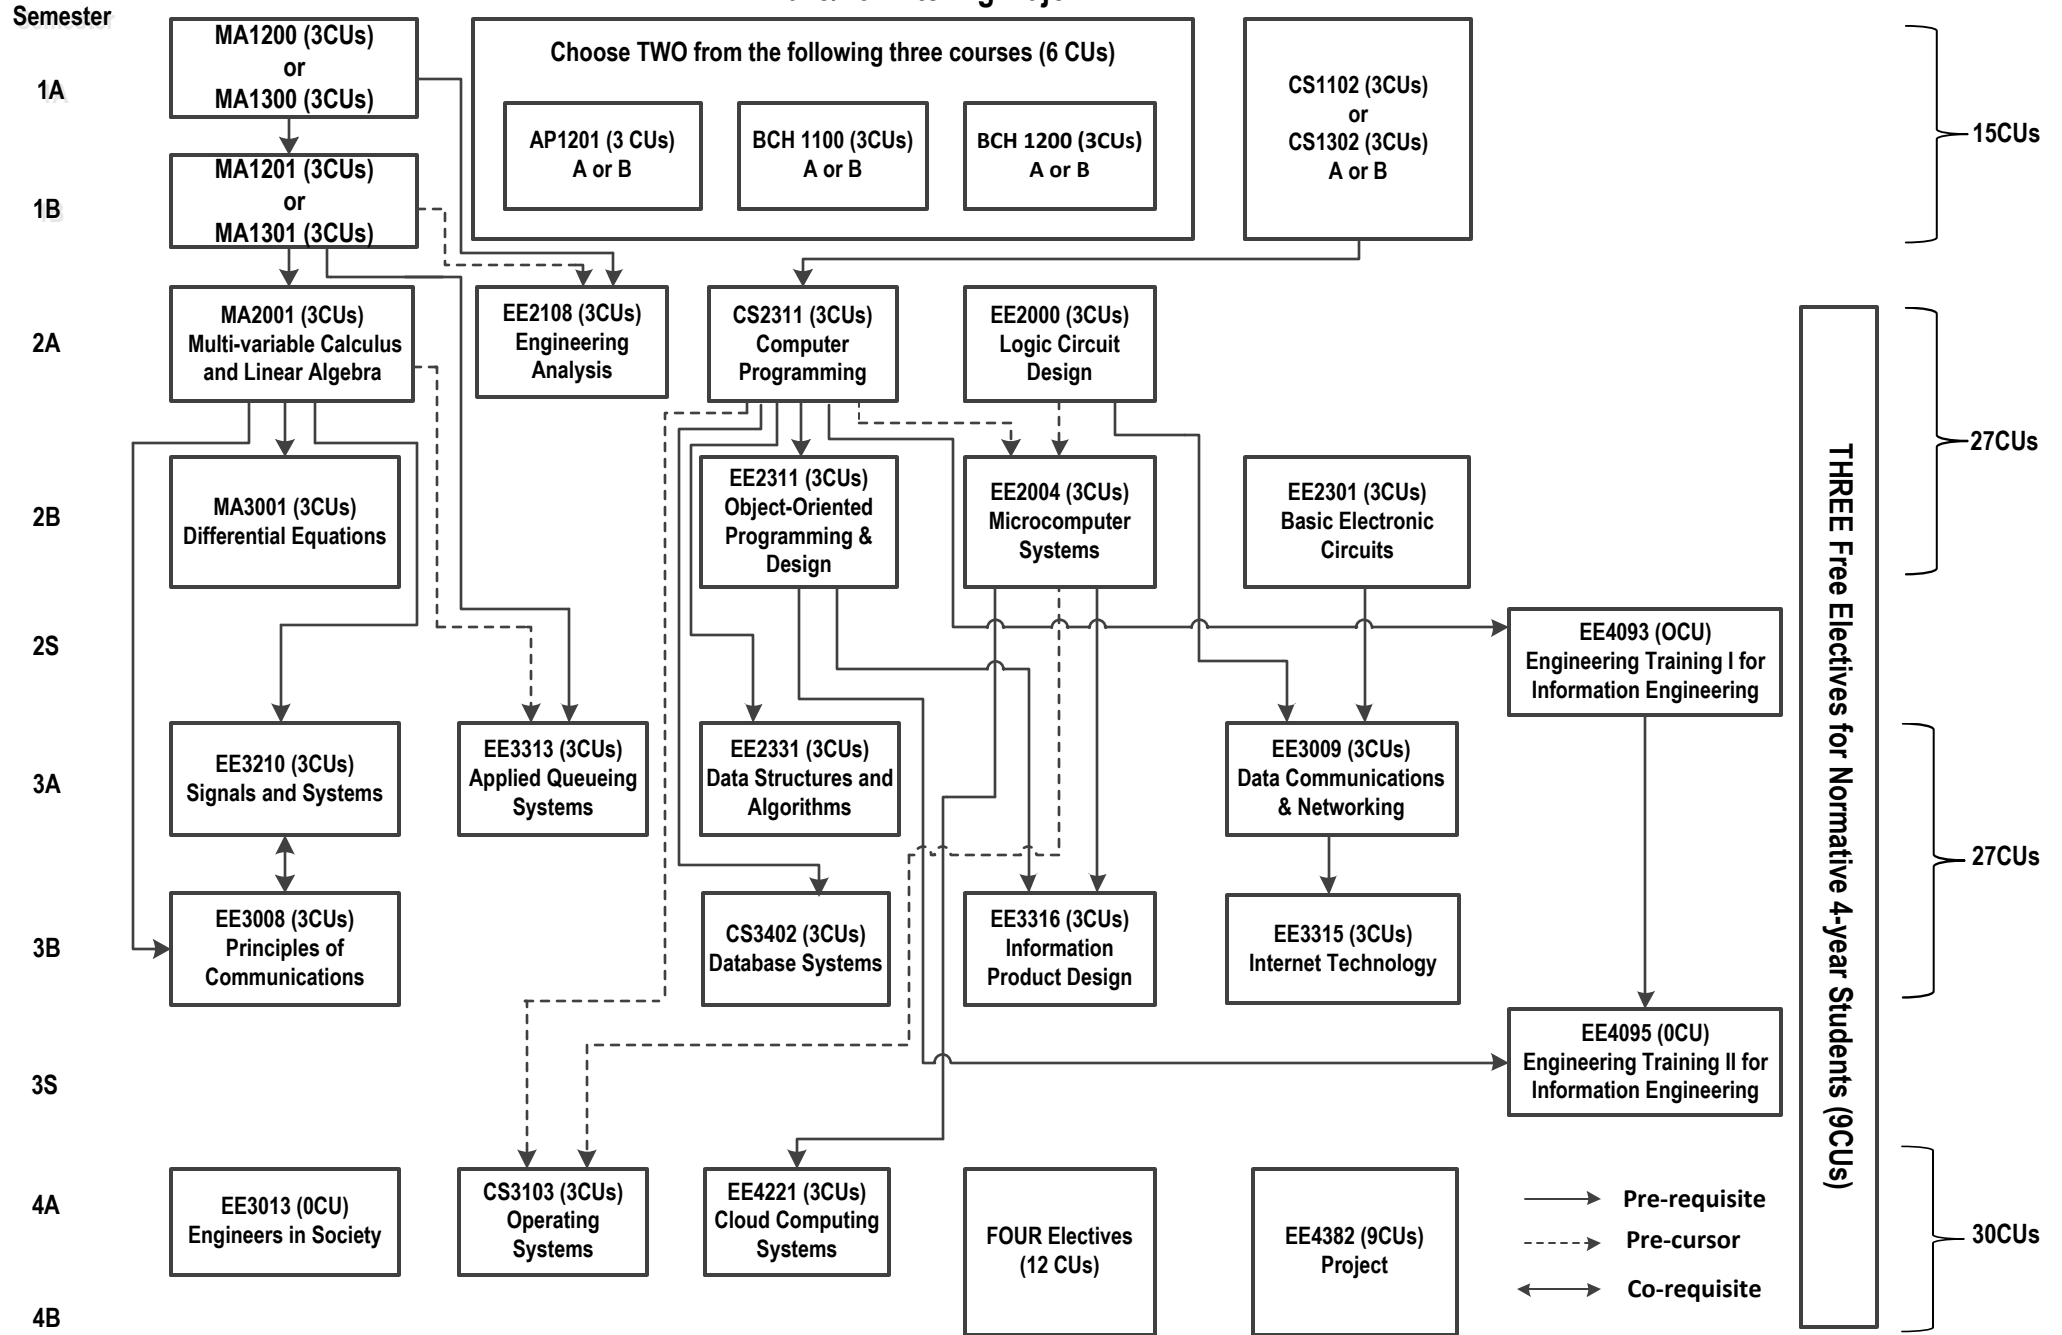 Semester
MA1200 (3CUs)
or
MA1300 (3CUs)
Choose TWO from the following three courses (6 CUs)
CS1102 (3CUs)
or
CS1302 (3CUs)
A or B
1A
15CUs
AP1201 (3 CUs)
A or B
BCH 1100 (3CUs)
A or B
BCH 1200 (3CUs)
A or B
MA1201 (3CUs)
or
MA1301 (3CUs)
1B
2A
MA2001 (3CUs)
Multi-variable Calculus
and Linear Algebra
EE2108 (3CUs)
Engineering
Analysis
CS2311 (3CUs)
Computer
Programming
EE2000 (3CUs)
Logic Circuit
Design
27CUs
2B
MA3001 (3CUs)
Differential Equations
EE2311 (3CUs)
Object-Oriented
Programming &
Design
EE2004 (3CUs)
Microcomputer
Systems
EE2301 (3CUs)
Basic Electronic
Circuits
2S
EE4093 (OCU)
Engineering Training I for
Information Engineering
THREE Free Electives for Normative 4-year Students (9CUs)
3A
EE3210 (3CUs)
Signals and Systems
EE3313 (3CUs)
Applied Queueing
Systems
EE2331 (3CUs)
Data Structures and
Algorithms
EE3009 (3CUs)
Data Communications
& Networking
27CUs
3B
EE3008 (3CUs)
Principles of
Communications
CS3402 (3CUs)
Database Systems
EE3316 (3CUs)
Information
Product Design
EE3315 (3CUs)
Internet Technology
3S
EE4095 (0CU)
Engineering Training II for
Information Engineering
4A
EE3013 (0CU)
Engineers in Society
CS3103 (3CUs)
Operating
Systems
EE4221 (3CUs)
Cloud Computing
Systems
FOUR Electives
(12 CUs)
EE4382 (9CUs)
Project
Pre-requisite
Pre-cursor
Co-requisite
30CUs
4B